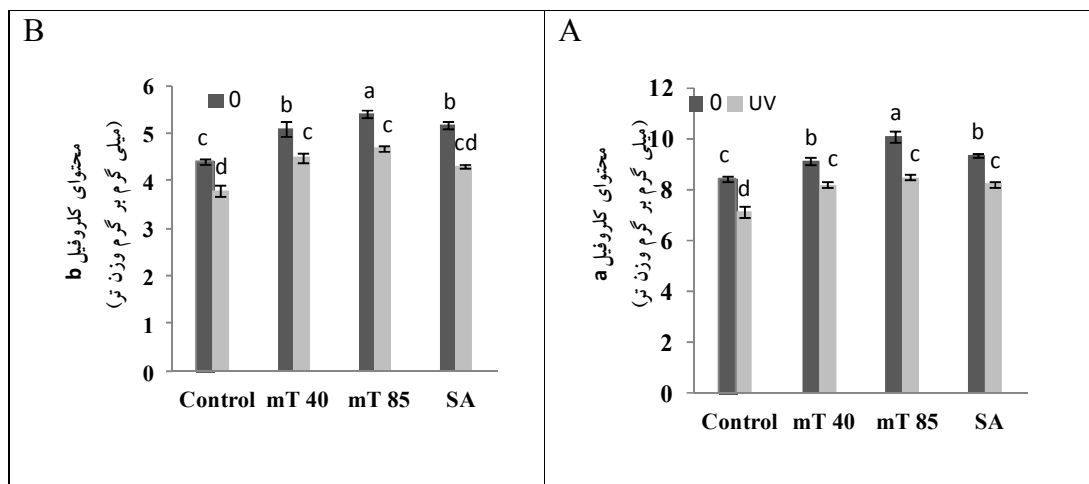 B
محتوای کلروفیل b
(میلی گرم بر گرم وزن تر)
0
6
5
4
3
2
1
0
c
d
b
c
a
c
b
cd
Control mT 40 mT 85 SA
A
محتوای کلروفیل a
(میلی گرم بر گرم وزن تر)
0 UV
12
10
8
6
4
2
0
c
d
b
c
a
c
b
c
Control mT 40 mT 85 SA